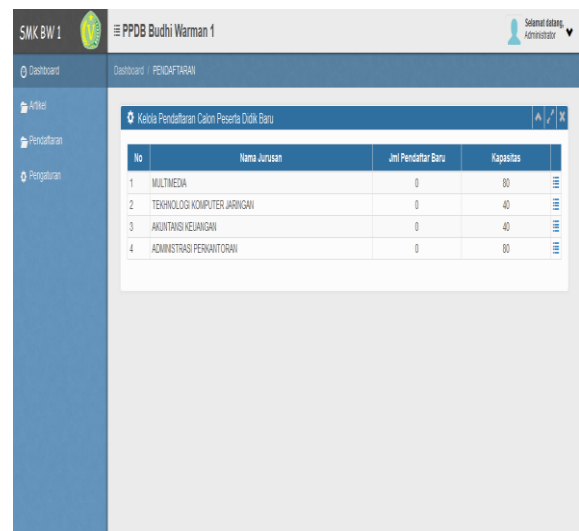 SMK BW 1
PPDB Budhi Warman 1
Selamat datang,
Administrator
Dashboard
Artikel
Pendaftaran
Pengaturan
Dashboard / PENDAFTARAN
Kelola Pendaftaran Calon Peserta Didik Baru
No Nama Jurusan Jml Pendaftar Baru Kapasitas
1 MULTIMEDIA 0 80
2 TEKHNOLOGI KOMPUTER JARINGAN 0 40
3 AKUNTANSI KEUANGAN 0 40
4 ADMINISTRASI PERKANTORAN 0 80